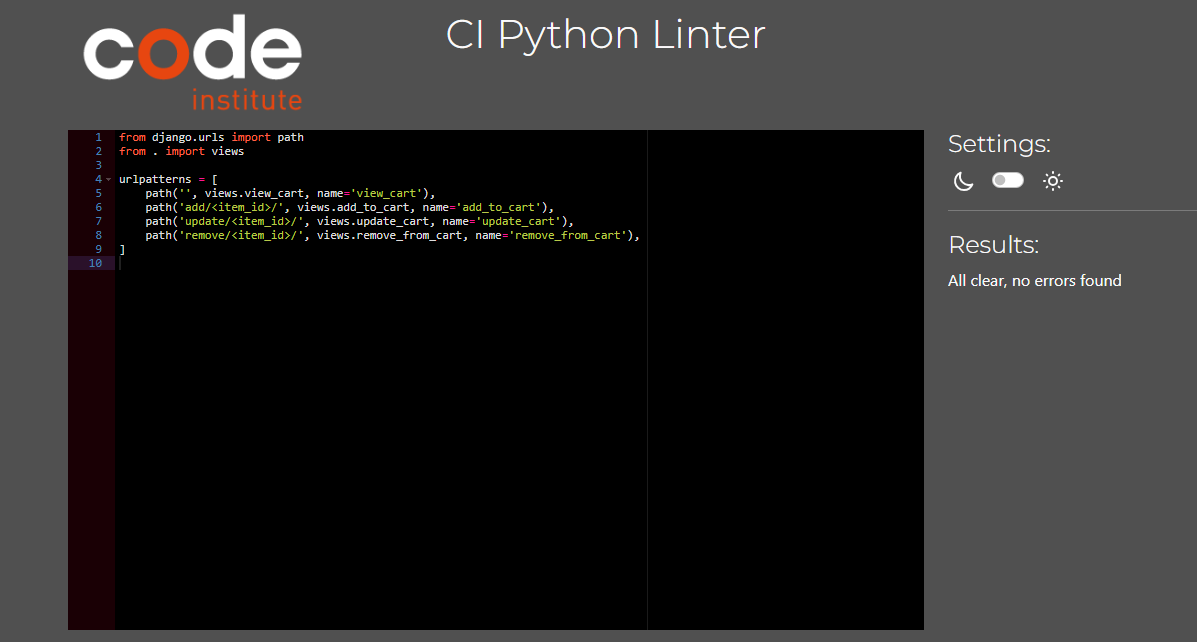 code
institute
CI Python Linter
1 from django.urls import path
2 from . import views
3
4 urlpatterns = [
5     path('', views.view_cart, name='view_cart'),
6     path('add/<item_id>/', views.add_to_cart, name='add_to_cart'),
7     path('update/<item_id>/', views.update_cart, name='update_cart'),
8     path('remove/<item_id>/', views.remove_from_cart, name='remove_from_cart'),
9 ]
10
Settings:
Results:
All clear, no errors found